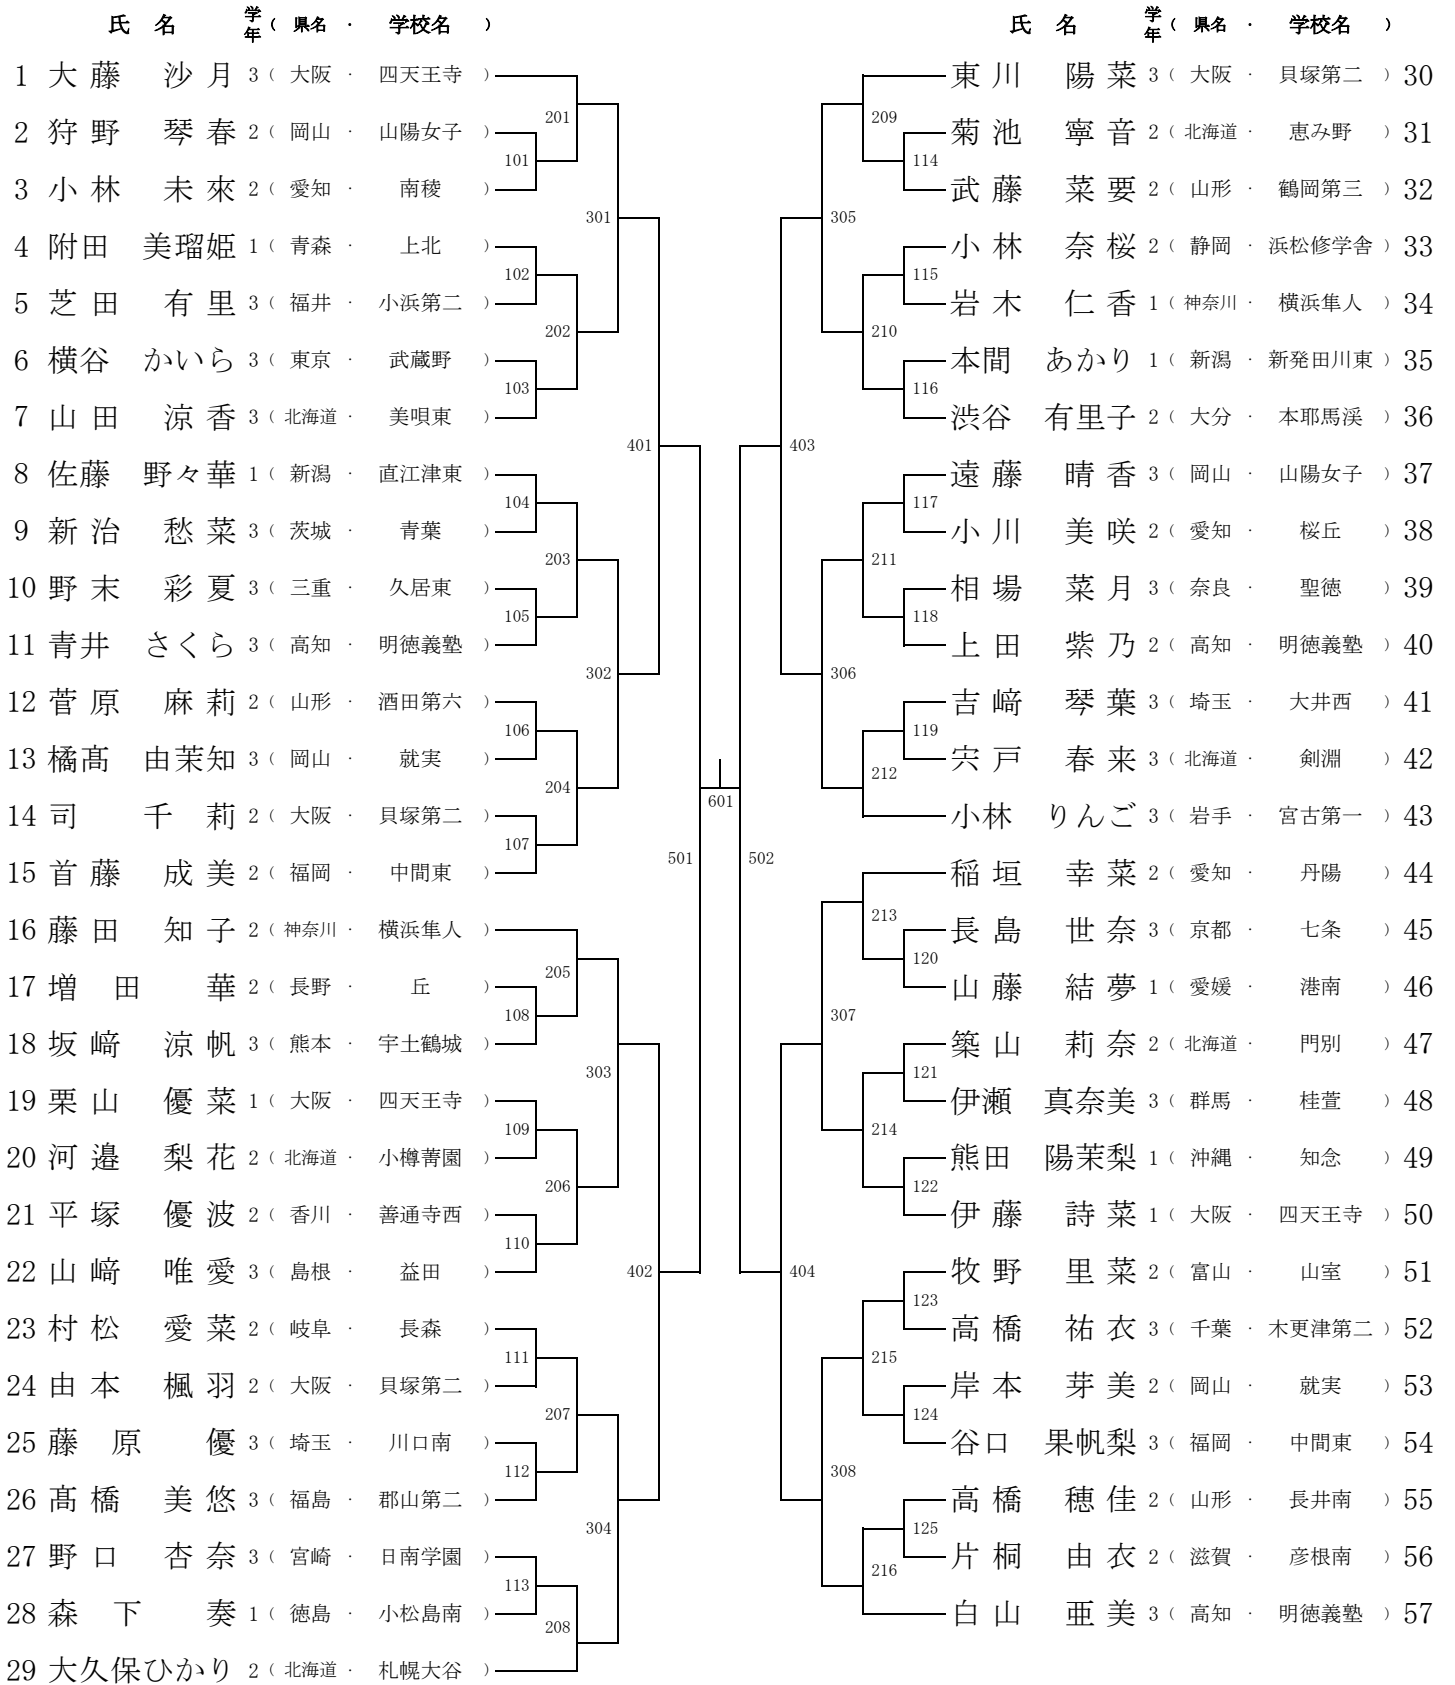 氏 名 学年 ( 県名 ・ 学校名 )
1 大藤 沙月 3 ( 大阪 ・ 四天王寺 )
2 狩野 琴春 2 ( 岡山 ・ 山陽女子 )
3 小林 未來 2 ( 愛知 ・ 南稜 )
4 附田 美瑠姫 1 ( 青森 ・ 上北 )
5 芝田 有里 3 ( 福井 ・ 小浜第二 )
6 横谷 かいら 3 ( 東京 ・ 武蔵野 )
7 山田 涼香 3 ( 北海道 ・ 美唄東 )
8 佐藤 野々華 1 ( 新潟 ・ 直江津東 )
9 新治 愁菜 3 ( 茨城 ・ 青葉 )
10 野末 彩夏 3 ( 三重 ・ 久居東 )
11 青井 さくら 3 ( 高知 ・ 明徳義塾 )
12 菅原 麻莉 2 ( 山形 ・ 酒田第六 )
13 橘髙 由茉知 3 ( 岡山 ・ 就実 )
14 司 千莉 2 ( 大阪 ・ 貝塚第二 )
15 首藤 成美 2 ( 福岡 ・ 中間東 )
16 藤田 知子 2 ( 神奈川 ・ 横浜隼人 )
17 増田 華 2 ( 長野 ・ 丘 )
18 坂﨑 涼帆 3 ( 熊本 ・ 宇土鶴城 )
19 栗山 優菜 1 ( 大阪 ・ 四天王寺 )
20 河邉 梨花 2 ( 北海道 ・ 小樽菁園 )
21 平塚 優波 2 ( 香川 ・ 善通寺西 )
22 山﨑 唯愛 3 ( 島根 ・ 益田 )
23 村松 愛菜 2 ( 岐阜 ・ 長森 )
24 由本 楓羽 2 ( 大阪 ・ 貝塚第二 )
25 藤原 優 3 ( 埼玉 ・ 川口南 )
26 髙橋 美悠 3 ( 福島 ・ 郡山第二 )
27 野口 杏奈 3 ( 宮崎 ・ 日南学園 )
28 森下 奏 1 ( 徳島 ・ 小松島南 )
29 大久保ひかり 2 ( 北海道 ・ 札幌大谷 )
101
102
103
104
105
106
107
108
109
110
111
112
113
201
202
203
204
205
206
207
208
301
302
303
304
401
402
501
601
502
403
404
305
306
307
308
209
210
211
212
213
214
215
216
114
115
116
117
118
119
120
121
122
123
124
125
氏 名 学年 ( 県名 ・ 学校名 )
東川 陽菜 3 ( 大阪 ・ 貝塚第二 ) 30
菊池 寧音 2 ( 北海道 ・ 恵み野 ) 31
武藤 菜要 2 ( 山形 ・ 鶴岡第三 ) 32
小林 奈桜 2 ( 静岡 ・ 浜松修学舎 ) 33
岩木 仁香 1 ( 神奈川 ・ 横浜隼人 ) 34
本間 あかり 1 ( 新潟 ・ 新発田川東 ) 35
渋谷 有里子 2 ( 大分 ・ 本耶馬渓 ) 36
遠藤 晴香 3 ( 岡山 ・ 山陽女子 ) 37
小川 美咲 2 ( 愛知 ・ 桜丘 ) 38
相場 菜月 3 ( 奈良 ・ 聖徳 ) 39
上田 紫乃 2 ( 高知 ・ 明徳義塾 ) 40
吉﨑 琴葉 3 ( 埼玉 ・ 大井西 ) 41
宍戸 春来 3 ( 北海道 ・ 剣淵 ) 42
小林 りんご 3 ( 岩手 ・ 宮古第一 ) 43
稲垣 幸菜 2 ( 愛知 ・ 丹陽 ) 44
長島 世奈 3 ( 京都 ・ 七条 ) 45
山藤 結夢 1 ( 愛媛 ・ 港南 ) 46
築山 莉奈 2 ( 北海道 ・ 門別 ) 47
伊瀬 真奈美 3 ( 群馬 ・ 桂萱 ) 48
熊田 陽茉梨 1 ( 沖縄 ・ 知念 ) 49
伊藤 詩菜 1 ( 大阪 ・ 四天王寺 ) 50
牧野 里菜 2 ( 富山 ・ 山室 ) 51
高橋 祐衣 3 ( 千葉 ・ 木更津第二 ) 52
岸本 芽美 2 ( 岡山 ・ 就実 ) 53
谷口 果帆梨 3 ( 福岡 ・ 中間東 ) 54
高橋 穂佳 2 ( 山形 ・ 長井南 ) 55
片桐 由衣 2 ( 滋賀 ・ 彦根南 ) 56
白山 亜美 3 ( 高知 ・ 明徳義塾 ) 57